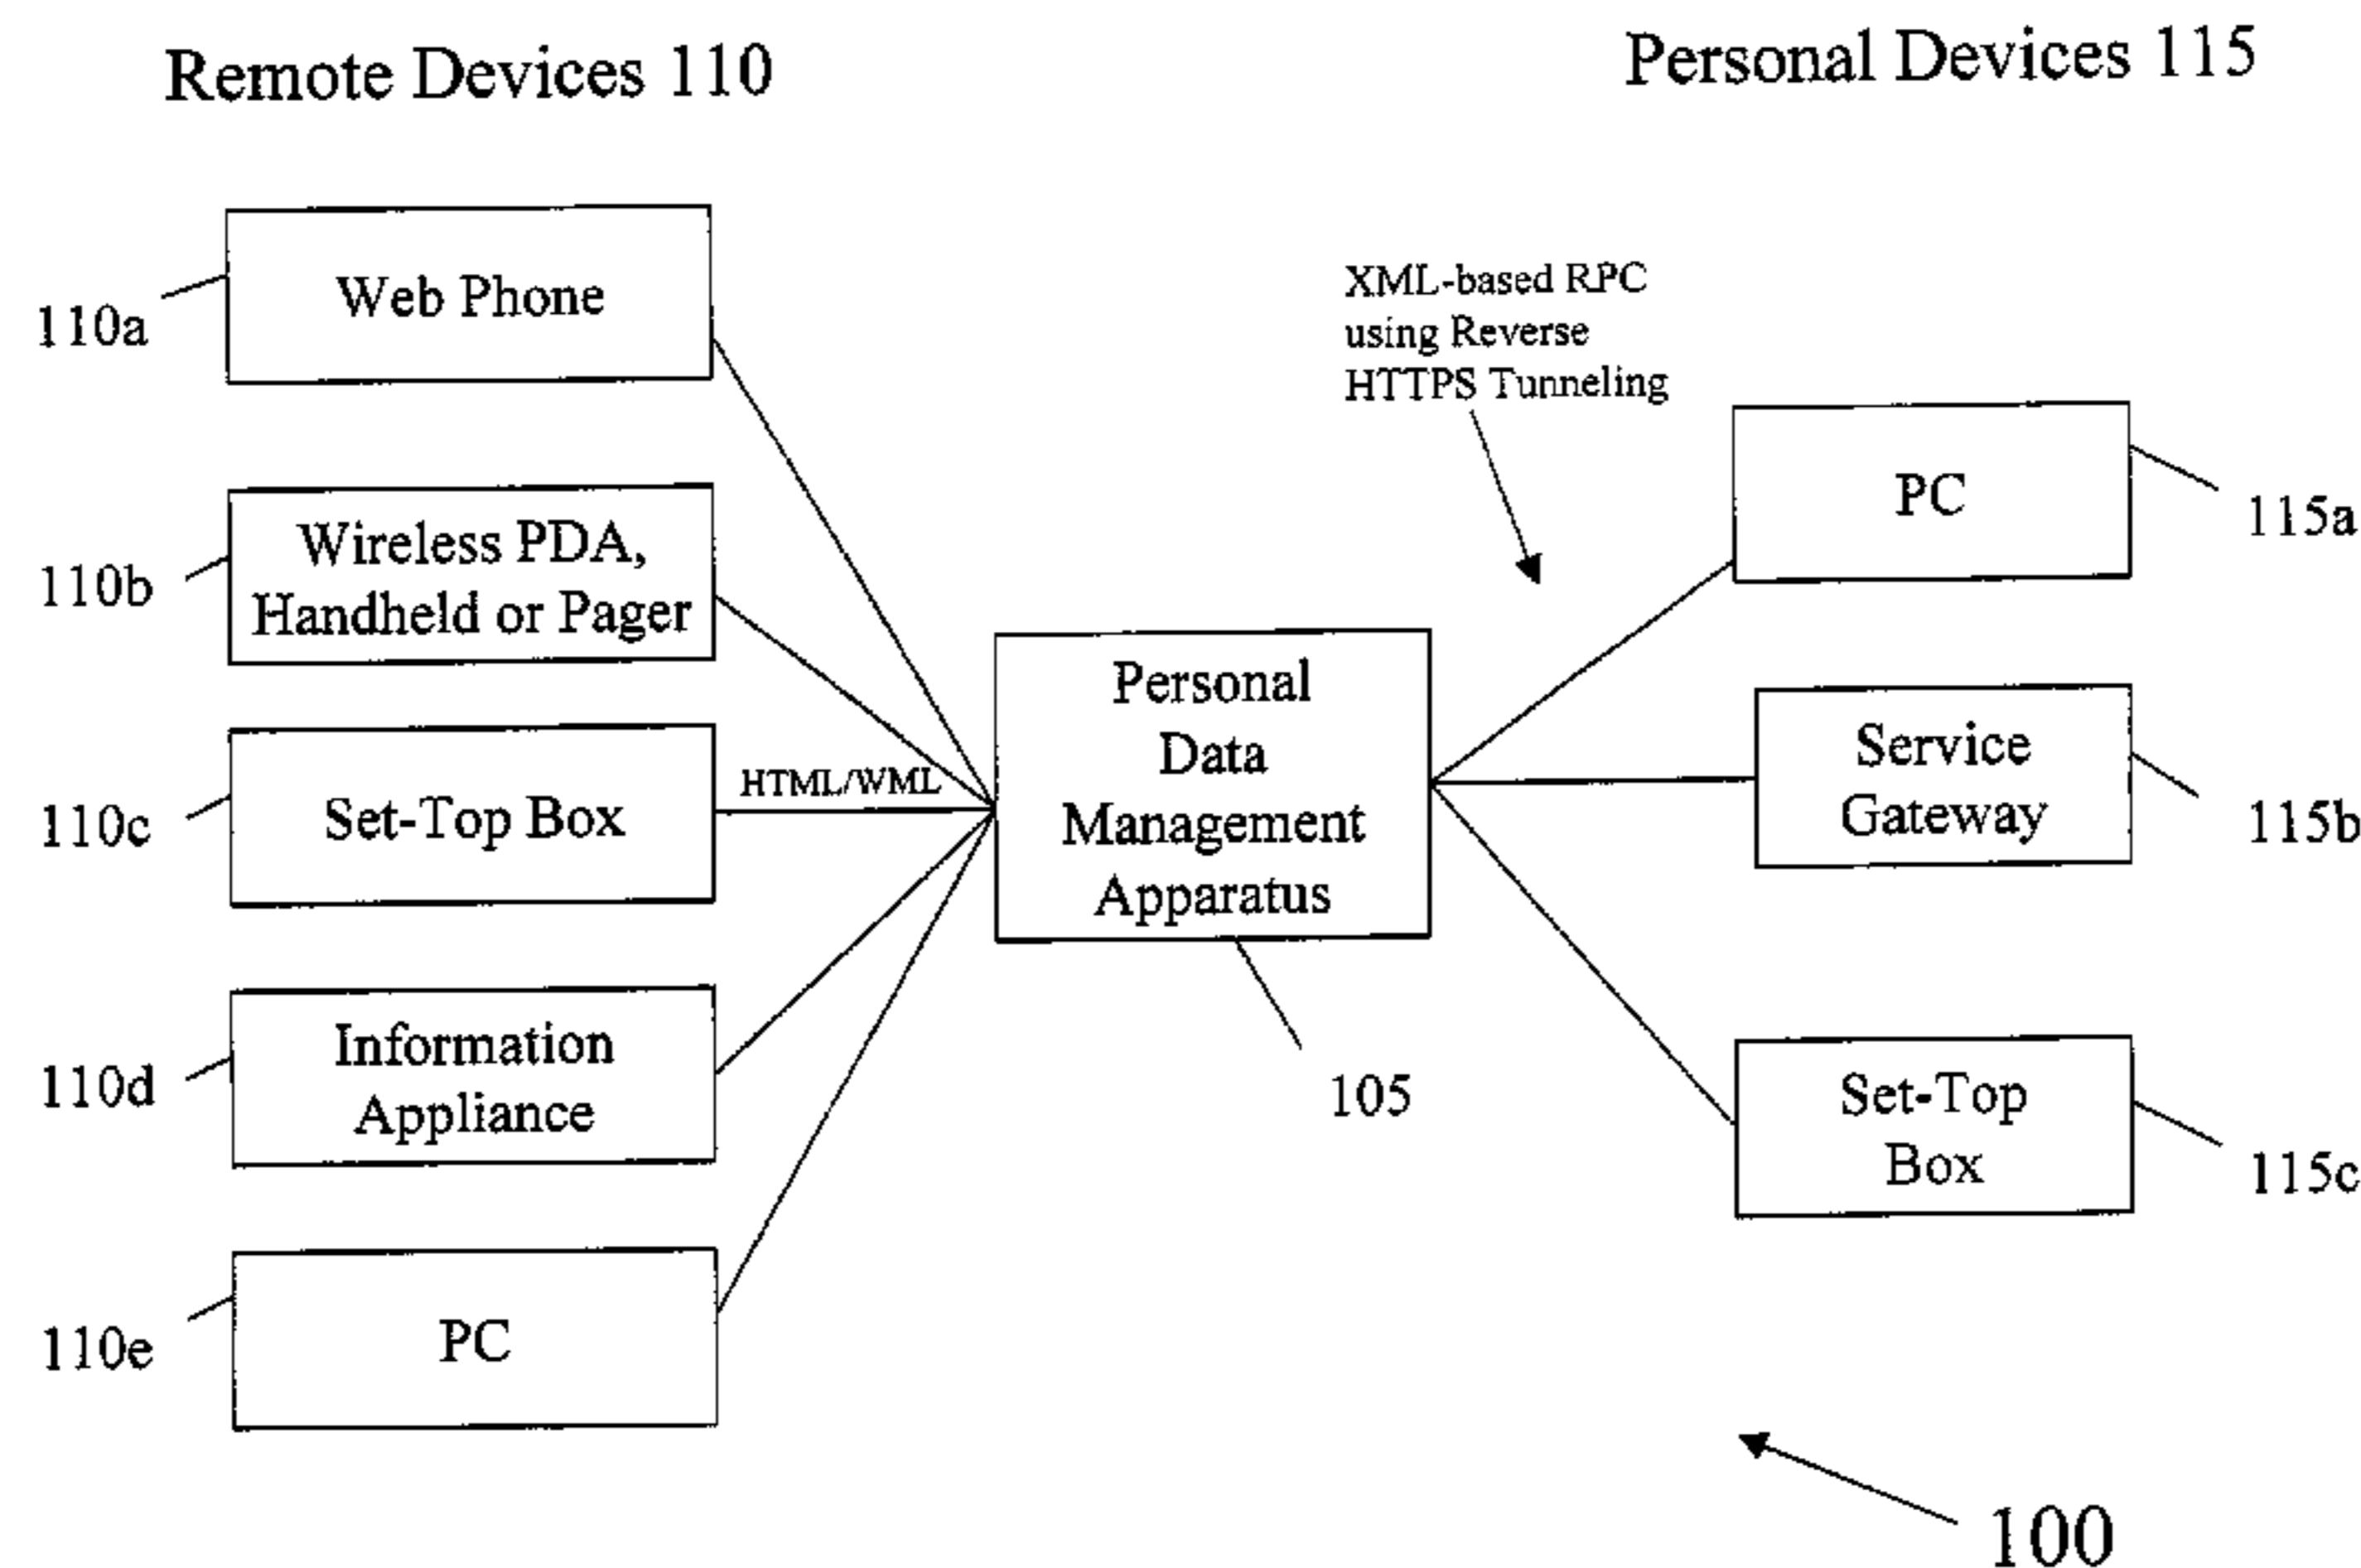 Remote Devices 110
Personal Devices 115
110a
Web Phone
110b
Wireless PDA,
Handheld or Pager
110c
Set-Top Box
HTML/WML
110d
Information
Appliance
110e
PC
Personal
Data
Management
Apparatus
105
XML-based RPC
using Reverse
HTTPS Tunneling
PC
115a
Service
Gateway
115b
Set-Top
Box
115c
100